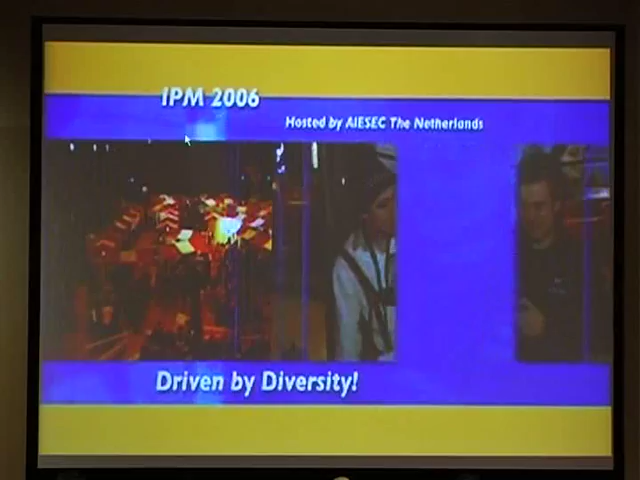 IPM 2006
Hosted by AIESEC The Netherlands
Driven by Diversity!